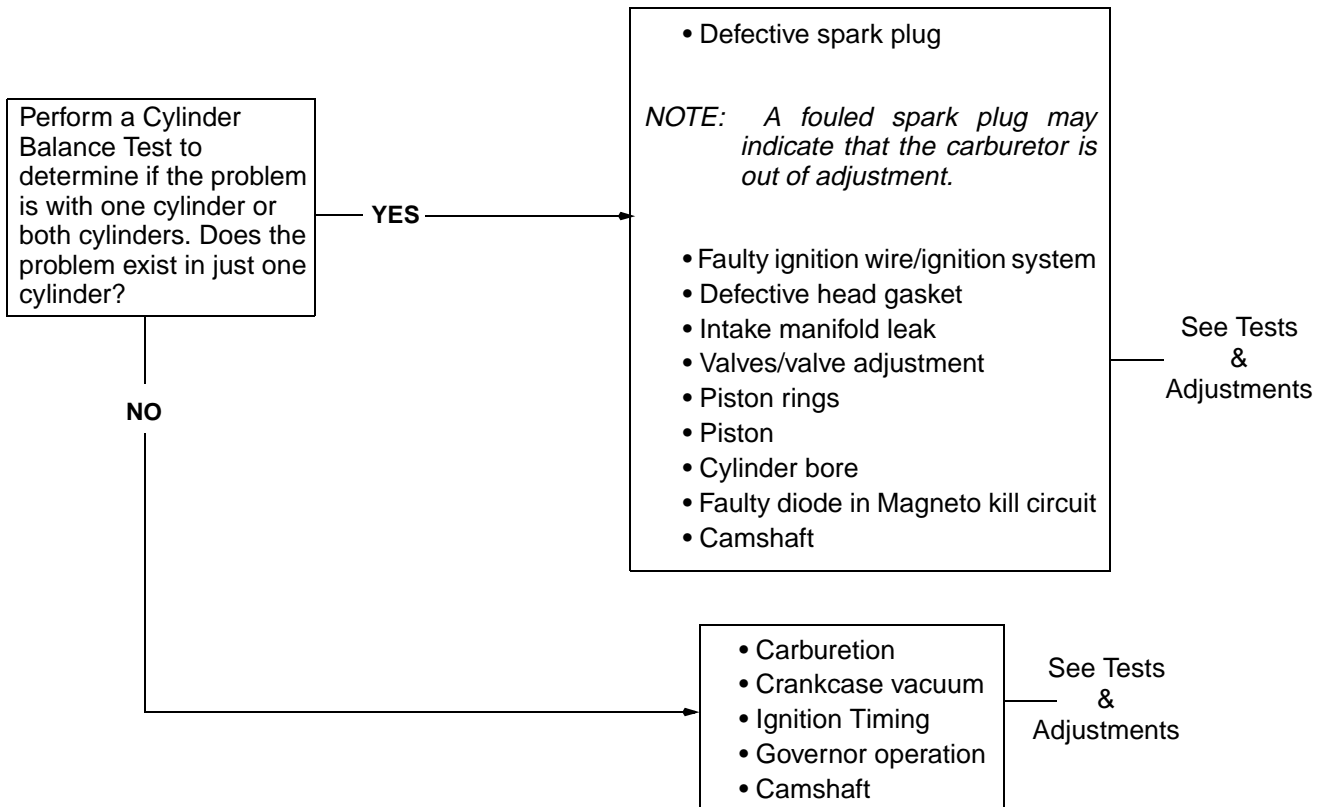 Perform a Cylinder
Balance Test to
determine if the problem
is with one cylinder or
both cylinders. Does the
problem exist in just one
cylinder?
YES
• Defective spark plug
NOTE: A fouled spark plug may
indicate that the carburetor is
out of adjustment.
• Faulty ignition wire/ignition system
• Defective head gasket
• Intake manifold leak
• Valves/valve adjustment
• Piston rings
• Piston
• Cylinder bore
• Faulty diode in Magneto kill circuit
• Camshaft
See Tests
&
Adjustments
NO
• Carburetion
• Crankcase vacuum
• Ignition Timing
• Governor operation
• Camshaft
See Tests
&
Adjustments